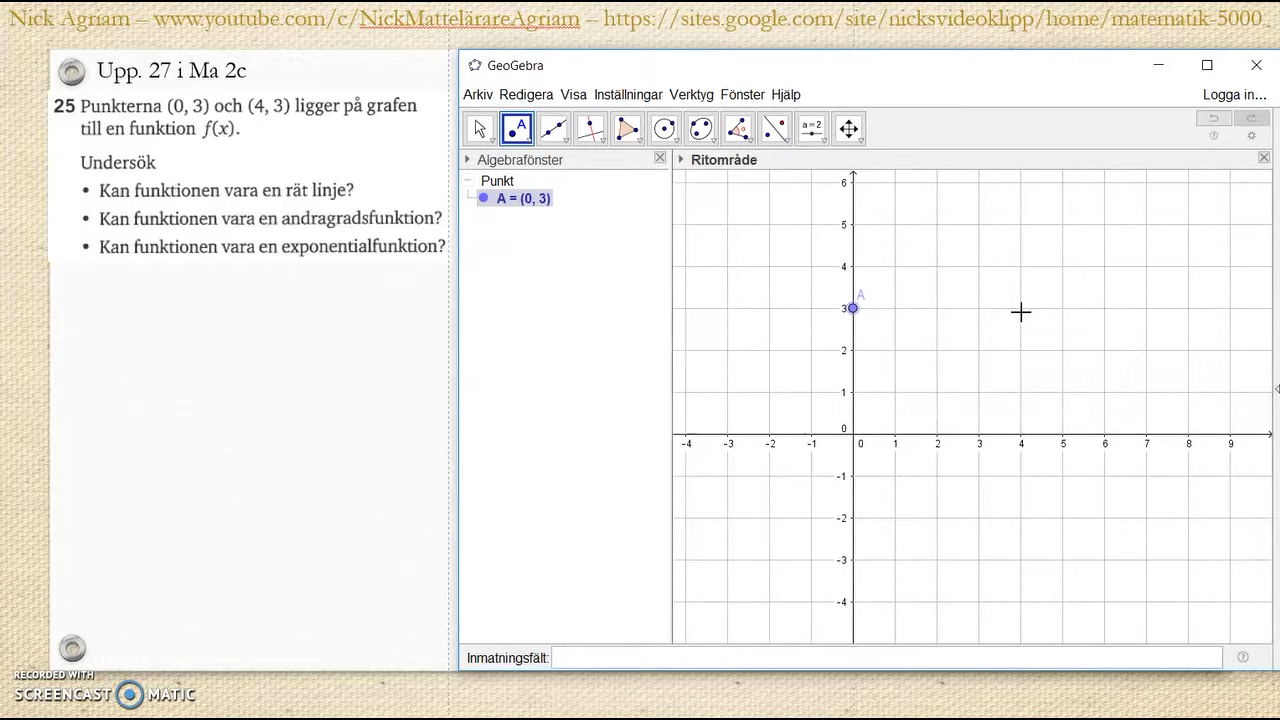 Nick Agriam – www.youtube.com/c/NickMattelärareAgriam – https://sites.google.com/site/nicksvideoklipp/home/matematik-5000
Upp. 27 i Ma 2c
25 Punkterna (0, 3) och (4, 3) ligger på grafen
till en funktion f(x).
Undersök
• Kan funktionen vara en rät linje?
• Kan funktionen vara en andragradsfunktion?
• Kan funktionen vara en exponentialfunktion?
GeoGebra
Arkiv Redigera Visa Inställningar Verktyg Fönster Hjälp Logga in...
A a=2
Algebrafönster
Ritområde
Punkt
A = (0, 3)
6
5
4
A
3
2
1
0
-4 -3 -2 -1 0 1 2 3 4 5 6 7 8 9
-1
-2
-3
-4
Inmatningsfält:
RECORDED WITH
SCREENCAST MATIC